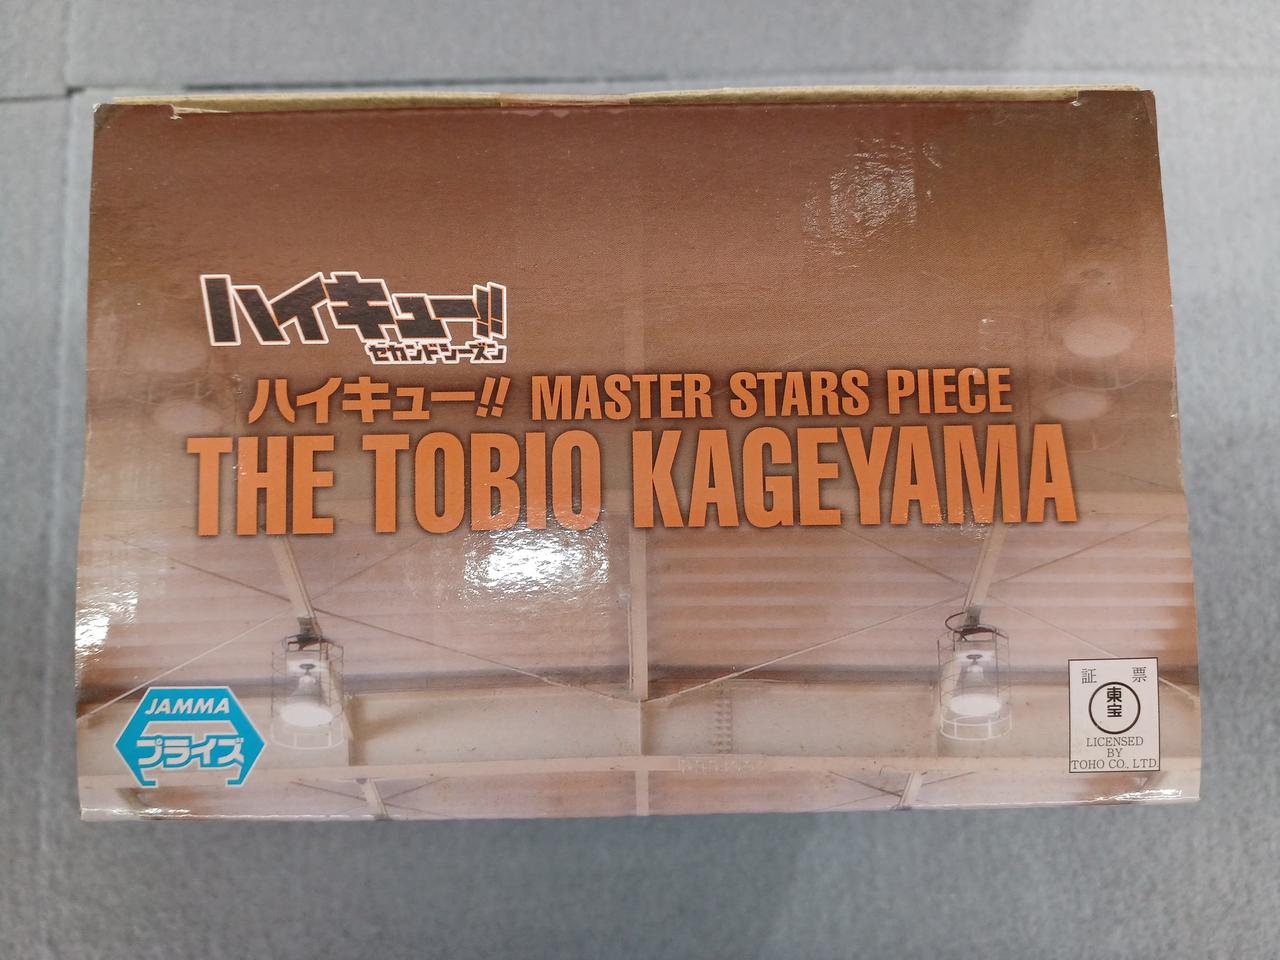 ハイキュー!!
セカンドシーズン
ハイキュー!! MASTER STARS PIECE
THE TOBIO KAGEYAMA
JAMMA
プライズ
証 票
東宝
LICENSED
BY
TOHO CO., LTD.